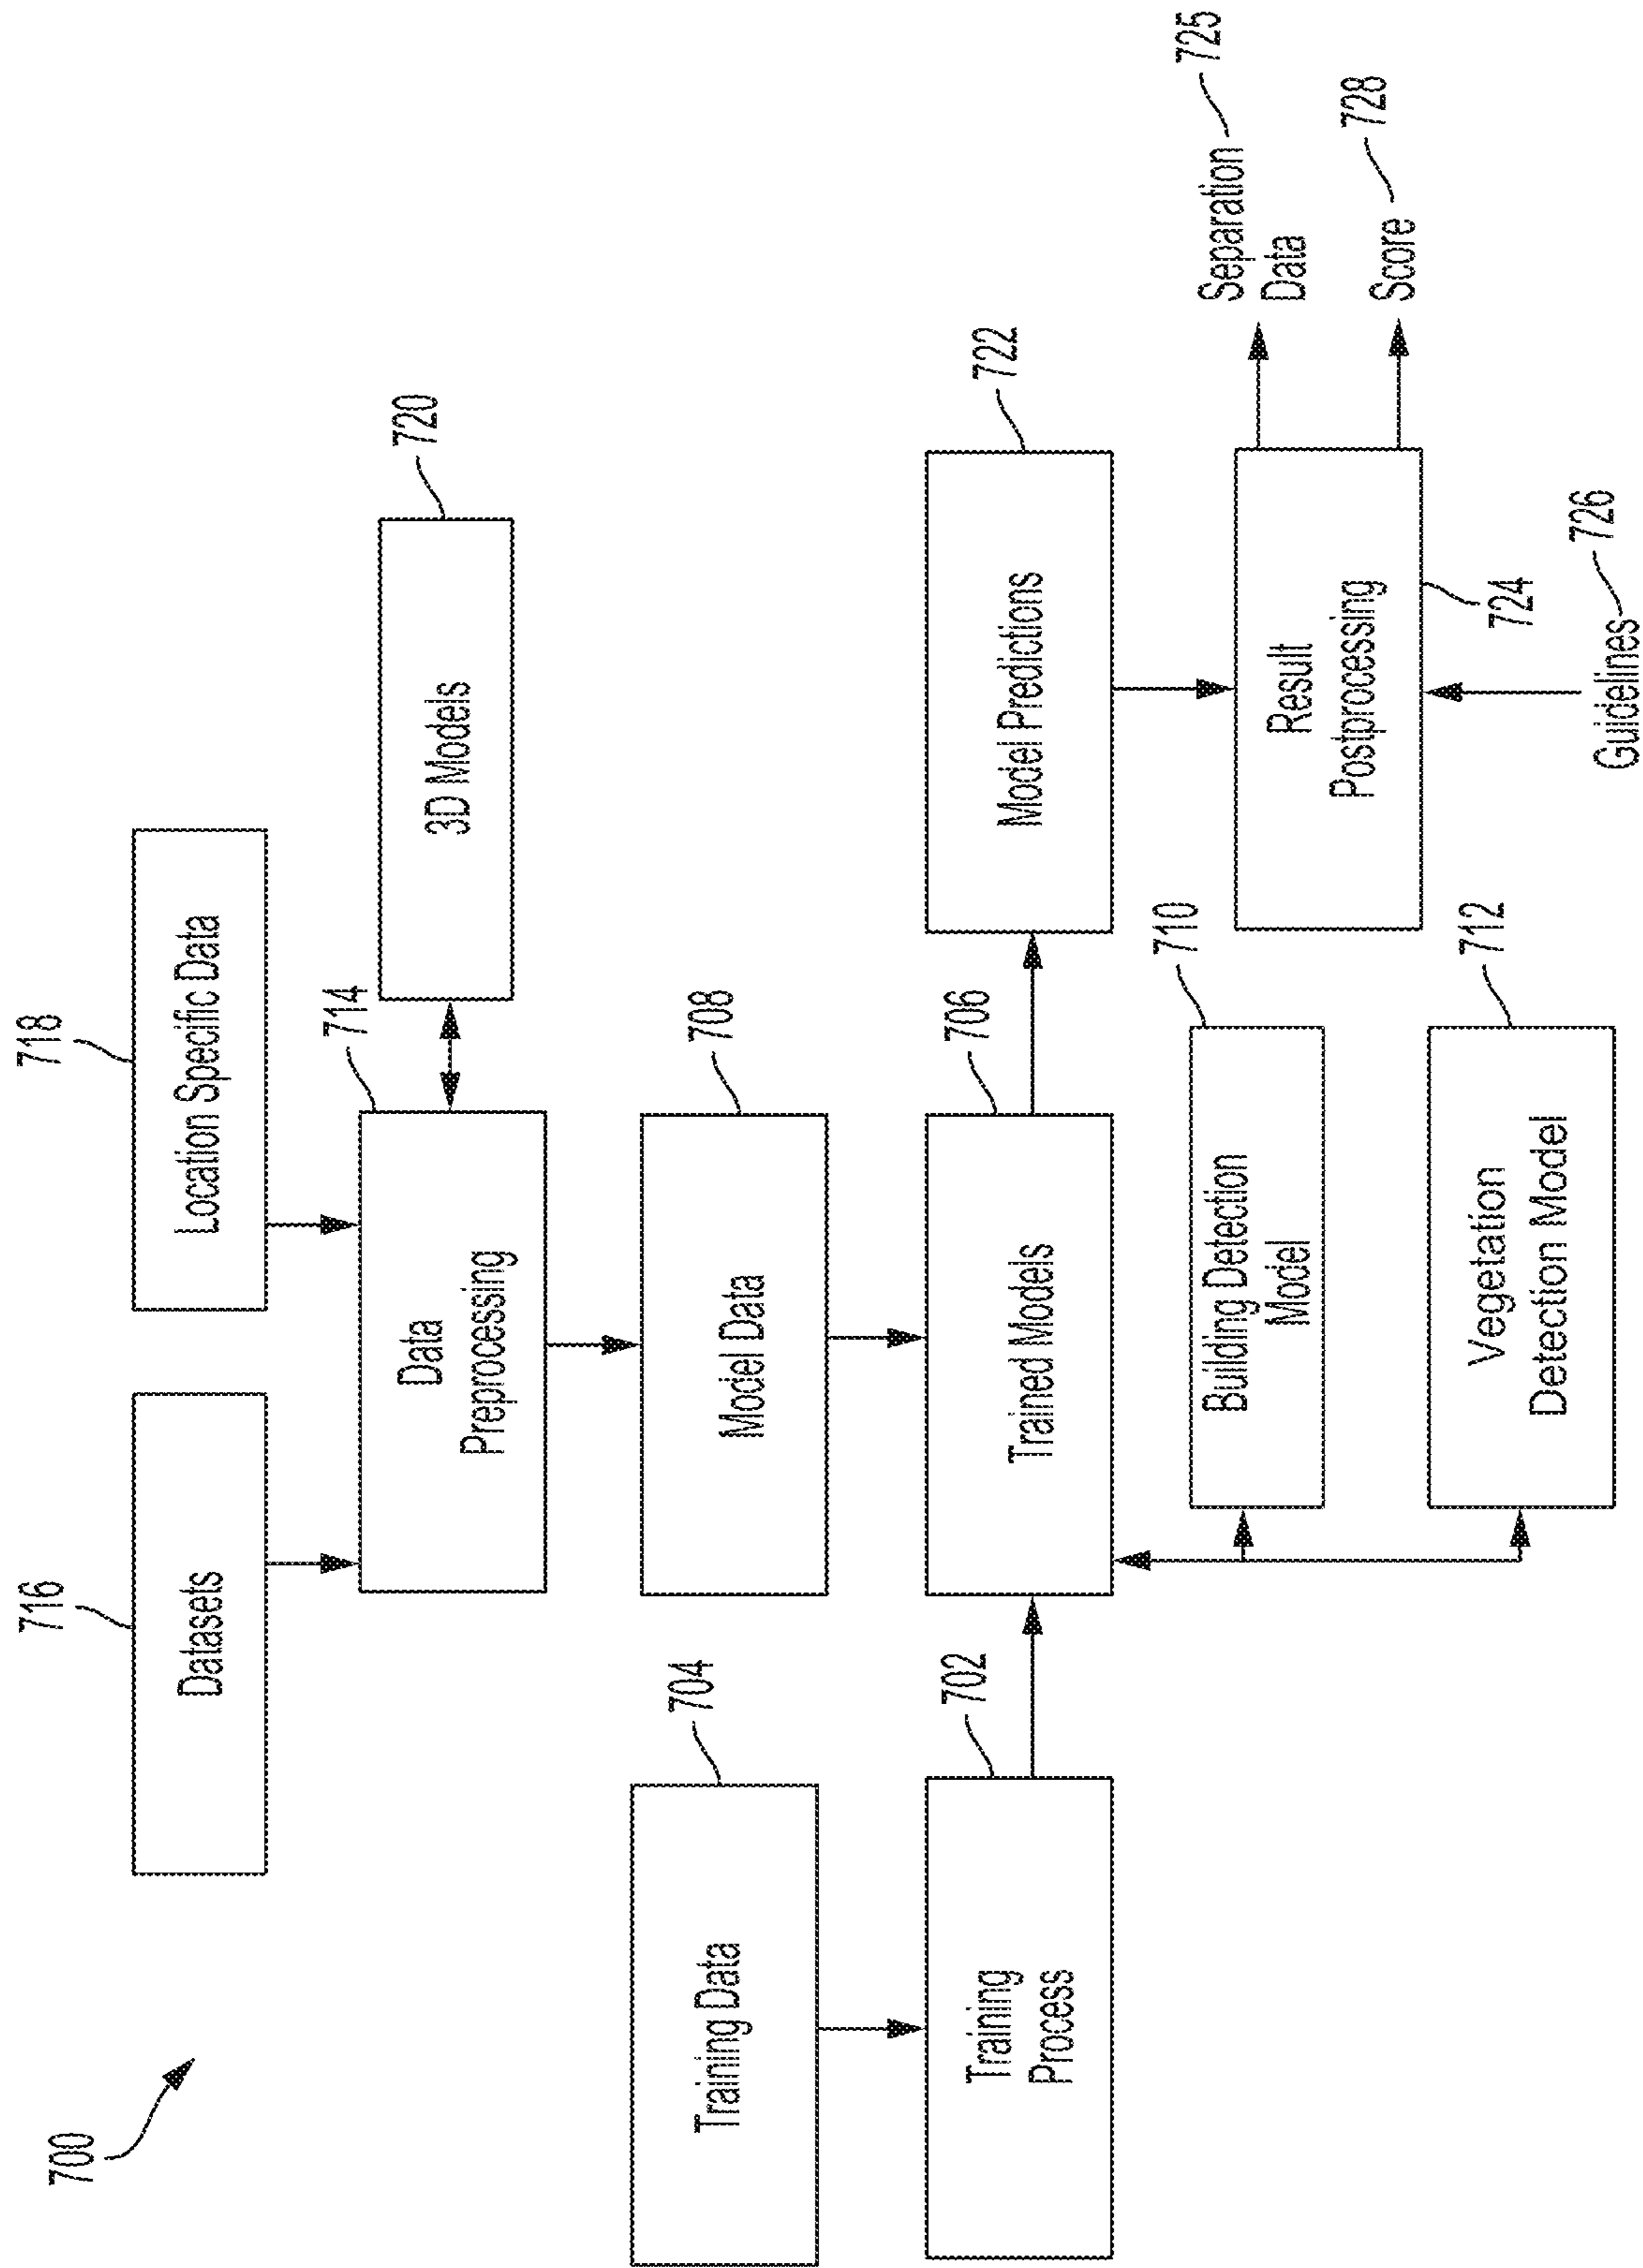 700
716
718
Datasets
Location Specific Data
714
720
Data
Preprocessing
3D Models
704
708
Training Data
Model Data
702
706
722
Training
Process
Trained Models
Model Predictions
710
Building Detection
Model
712
Vegetation
Detection Model
Result
Postprocessing
724
Separation
Data
725
Score
728
Guidelines
726